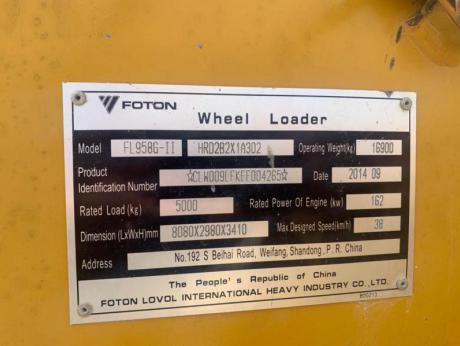 FOTON Wheel Loader
Model FL958G-II HRD2B2X1A302 Operating Weight(kg) 16900
Product Identification Number ☆CLW009LFKEE004265☆ Date 2014 09
Rated Load(kg) 5000 Rated Power Of Engine(kw) 162
Dimension(LxWxH)mm 8080X2980X3410 Max.Designed Speed(km/h) 38
Address No.192 S Beihai Road, Weifang, Shandong, P.R. China
The People's Republic of China
FOTON LOVOL INTERNATIONAL HEAVY INDUSTRY CO.,LTD.